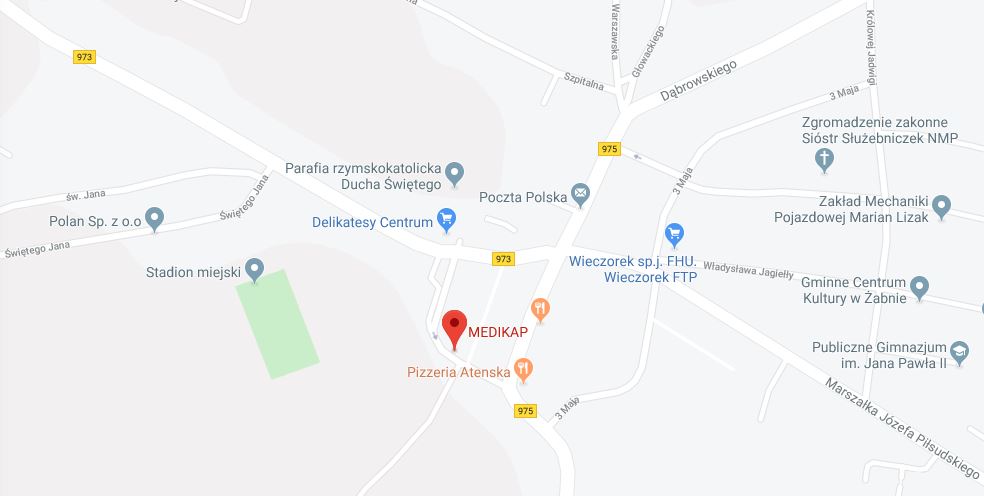 Warszawska
Głowackiego
Królowej Jadwigi
973
Szpitalna
Dąbrowskiego
3 Maja
Zgromadzenie zakonne
Sióstr Służebniczek NMP
975
Parafia rzymskokatolicka
Ducha Świętego
3 Maja
św. Jana
Świętego Jana
Poczta Polska
Zakład Mechaniki
Pojazdowej Marian Lizak
Polan Sp. z o.o
Delikatesy Centrum
Świętego Jana
973
Wieczorek sp.j. FHU.
Wieczorek FTP
Władysława Jagiełły
Stadion miejski
Gminne Centrum
Kultury w Żabnie
MEDIKAP
Publiczne Gimnazjum
im. Jana Pawła II
Pizzeria Atenska
975
3 Maja
Marszałka Józefa Piłsudskiego